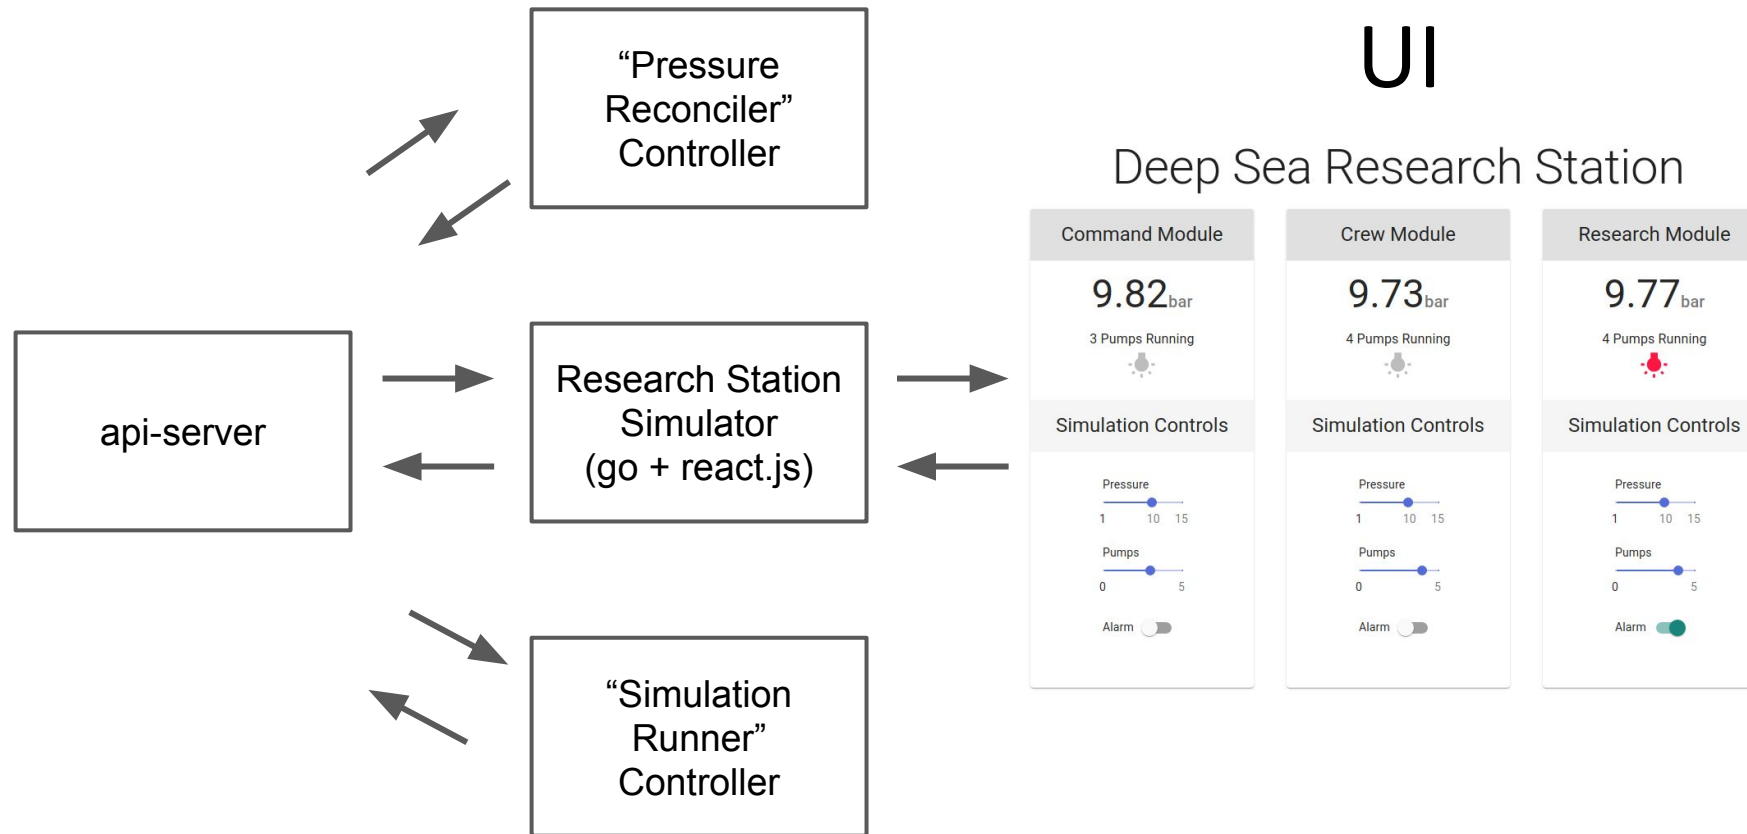 “Pressure
Reconciler”
Controller
api-server
Research Station
Simulator
(go + react.js)
“Simulation
Runner”
Controller
UI
Deep Sea Research Station
Command Module
9.82bar
3 Pumps Running
Simulation Controls
Pressure
1 10 15
Pumps
0 5
Alarm
Crew Module
9.73bar
4 Pumps Running
Simulation Controls
Pressure
1 10 15
Pumps
0 5
Alarm
Research Module
9.77bar
4 Pumps Running
Simulation Controls
Pressure
1 10 15
Pumps
0 5
Alarm